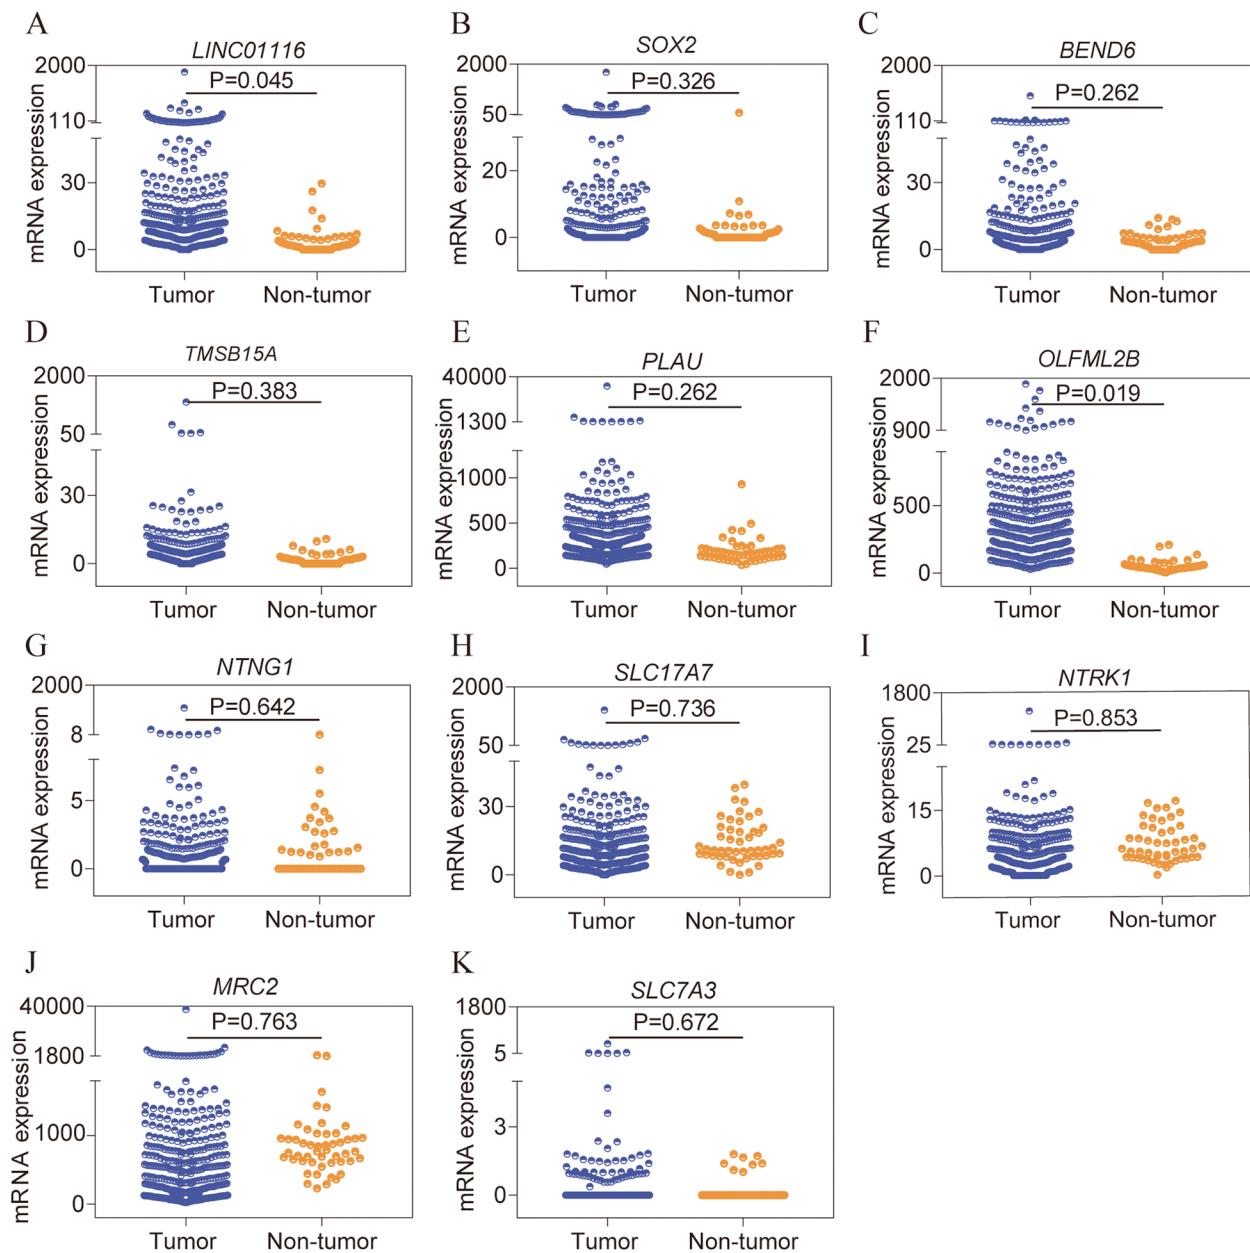 A
LINC01116
2000
P=0.045
110
30
0
mRNA expression
Tumor
Non-tumor
B
SOX2
2000
P=0.326
50
20
0
mRNA expression
Tumor
Non-tumor
C
BEND6
2000
P=0.262
110
30
0
mRNA expression
Tumor
Non-tumor
D
TMSB15A
2000
P=0.383
50
30
0
mRNA expression
Tumor
Non-tumor
E
PLAU
40000
P=0.262
1300
1000
500
0
mRNA expression
Tumor
Non-tumor
F
OLFML2B
2000
P=0.019
900
500
0
mRNA expression
Tumor
Non-tumor
G
NTNG1
2000
P=0.642
8
5
0
mRNA expression
Tumor
Non-tumor
H
SLC17A7
2000
P=0.736
50
30
0
mRNA expression
Tumor
Non-tumor
I
NTRK1
1800
P=0.853
25
15
0
mRNA expression
Tumor
Non-tumor
J
MRC2
40000
P=0.763
1800
1000
0
mRNA expression
Tumor
Non-tumor
K
SLC7A3
1800
P=0.672
5
3
0
mRNA expression
Tumor
Non-tumor